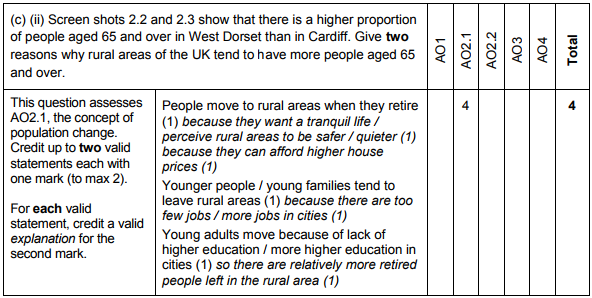 (c) (ii) Screen shots 2.2 and 2.3 show that there is a higher proportion
of people aged 65 and over in West Dorset than in Cardiff. Give two
reasons why rural areas of the UK tend to have more people aged 65
and over.
AO1
AO2.1
AO2.2
AO3
AO4
Total
This question assesses
AO2.1, the concept of
population change.
Credit up to two valid
statements each with
one mark (to max 2).
For each valid
statement, credit a valid
explanation for the
second mark.
People move to rural areas when they retire
(1) because they want a tranquil life /
perceive rural areas to be safer / quieter (1)
because they can afford higher house
prices (1)
Younger people / young families tend to
leave rural areas (1) because there are too
few jobs / more jobs in cities (1)
Young adults move because of lack of
higher education / more higher education in
cities (1) so there are relatively more retired
people left in the rural area (1)
4
4